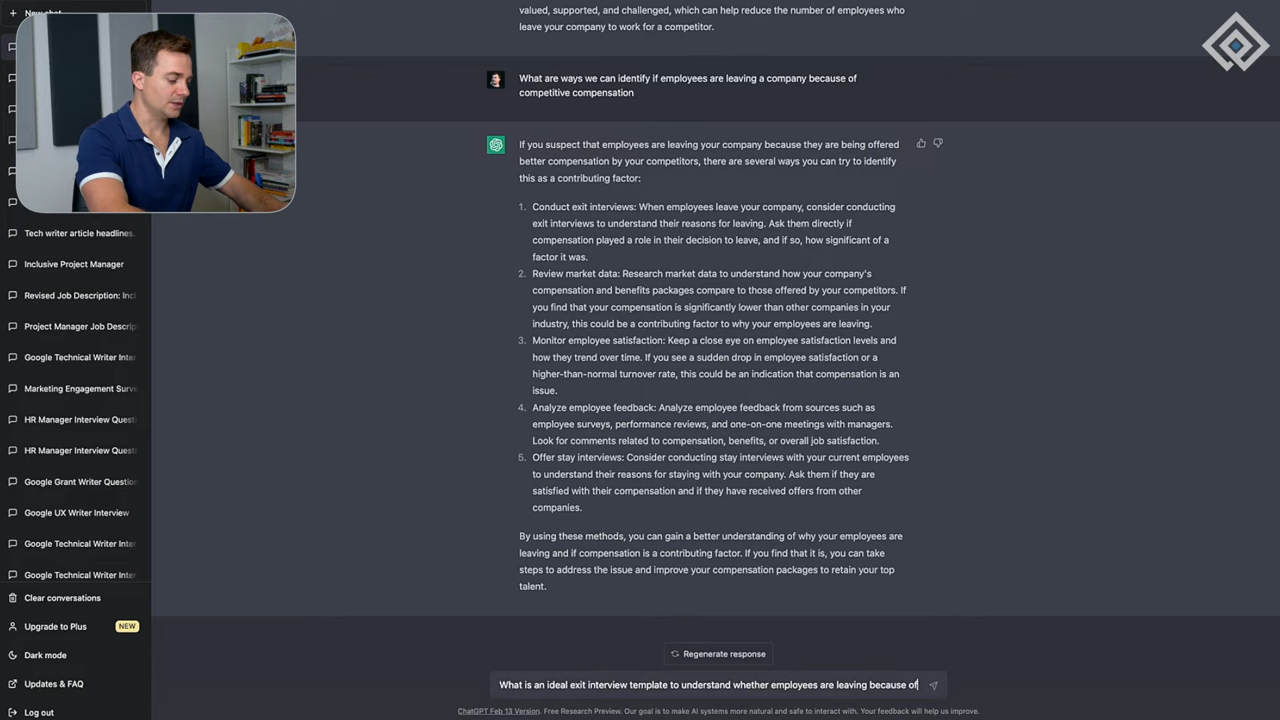 New chat
valued, supported, and challenged, which can help reduce the number of employees who
leave your company to work for a competitor.
What are ways we can identify if employees are leaving a company because of
competitive compensation
If you suspect that employees are leaving your company because they are being offered
better compensation by your competitors, there are several ways you can try to identify
this as a contributing factor:
1. Conduct exit interviews: When employees leave your company, consider conducting
exit interviews to understand their reasons for leaving. Ask them directly if
compensation played a role in their decision to leave, and if so, how significant of a
factor it was.
2. Review market data: Research market data to understand how your company's
compensation and benefits packages compare to those offered by your competitors. If
you find that your compensation is significantly lower than other companies in your
industry, this could be a contributing factor to why your employees are leaving.
3. Monitor employee satisfaction: Keep a close eye on employee satisfaction levels and
how they trend over time. If you see a sudden drop in employee satisfaction or a
higher-than-normal turnover rate, this could be an indication that compensation is an
issue.
4. Analyze employee feedback: Analyze employee feedback from sources such as
employee surveys, performance reviews, and one-on-one meetings with managers.
Look for comments related to compensation, benefits, or overall job satisfaction.
5. Offer stay interviews: Consider conducting stay interviews with your current employees
to understand their reasons for staying with your company. Ask them if they are
satisfied with their compensation and if they have received offers from other
companies.
By using these methods, you can gain a better understanding of why your employees are
leaving and if compensation is a contributing factor. If you find that it is, you can take
steps to address the issue and improve your compensation packages to retain your top
talent.
Tech writer article headlines.
Inclusive Project Manager
Revised Job Description: Incl
Project Manager Job Descrip
Google Technical Writer Inter
Marketing Engagement Surv
HR Manager Interview Questi
HR Manager Interview Questi
Google Grant Writer Question
Google UX Writer Interview
Google Technical Writer Inter
Google Technical Writer Inter
Clear conversations
Upgrade to Plus NEW
Dark mode
Updates & FAQ
Log out
Regenerate response
What is an ideal exit interview template to understand whether employees are leaving because of
ChatGPT Feb 13 Version. Free Research Preview. Our goal is to make AI systems more natural and safe to interact with. Your feedback will help us improve.